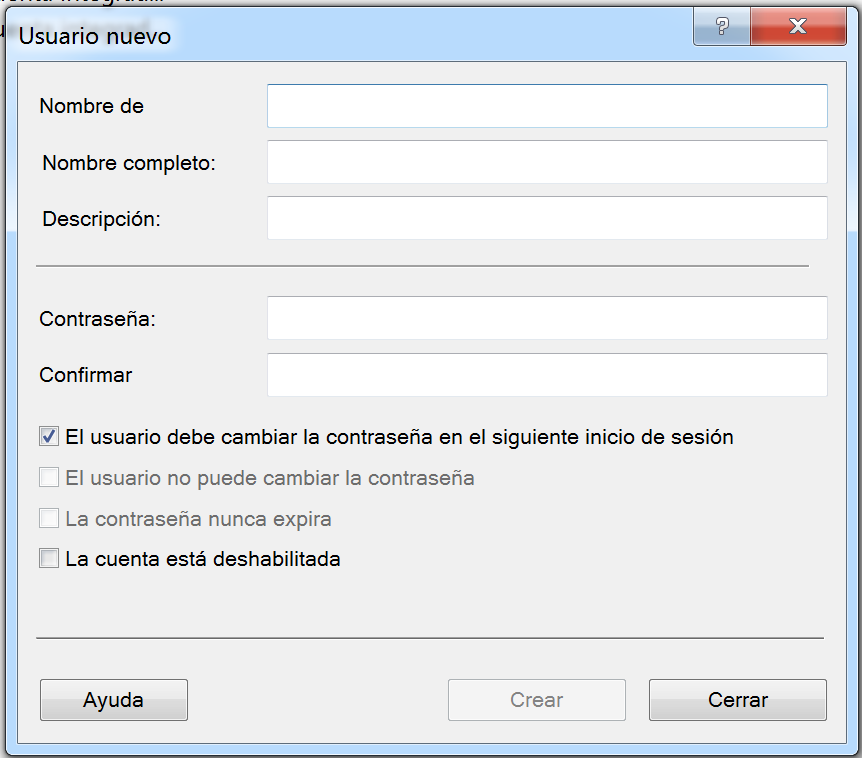 Usuario nuevo
Nombre de
Nombre completo:
Descripción:
Contraseña:
Confirmar
El usuario debe cambiar la contraseña en el siguiente inicio de sesión
El usuario no puede cambiar la contraseña
La contraseña nunca expira
La cuenta está deshabilitada
Ayuda
Crear
Cerrar